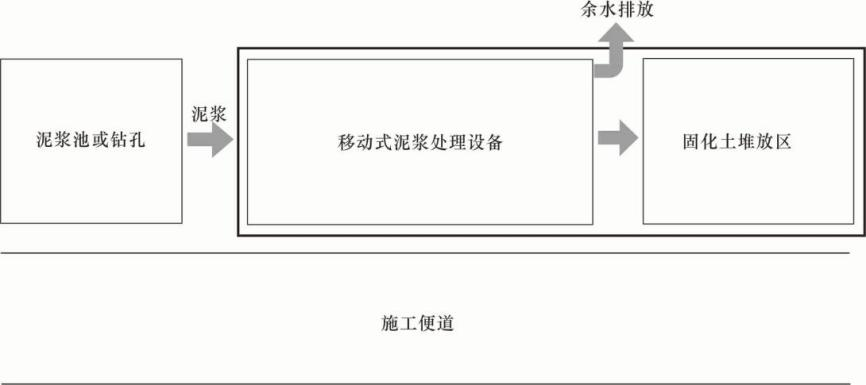 余水排放
泥浆
泥浆池或钻孔
移动式泥浆处理设备
固化土堆放区
施工便道